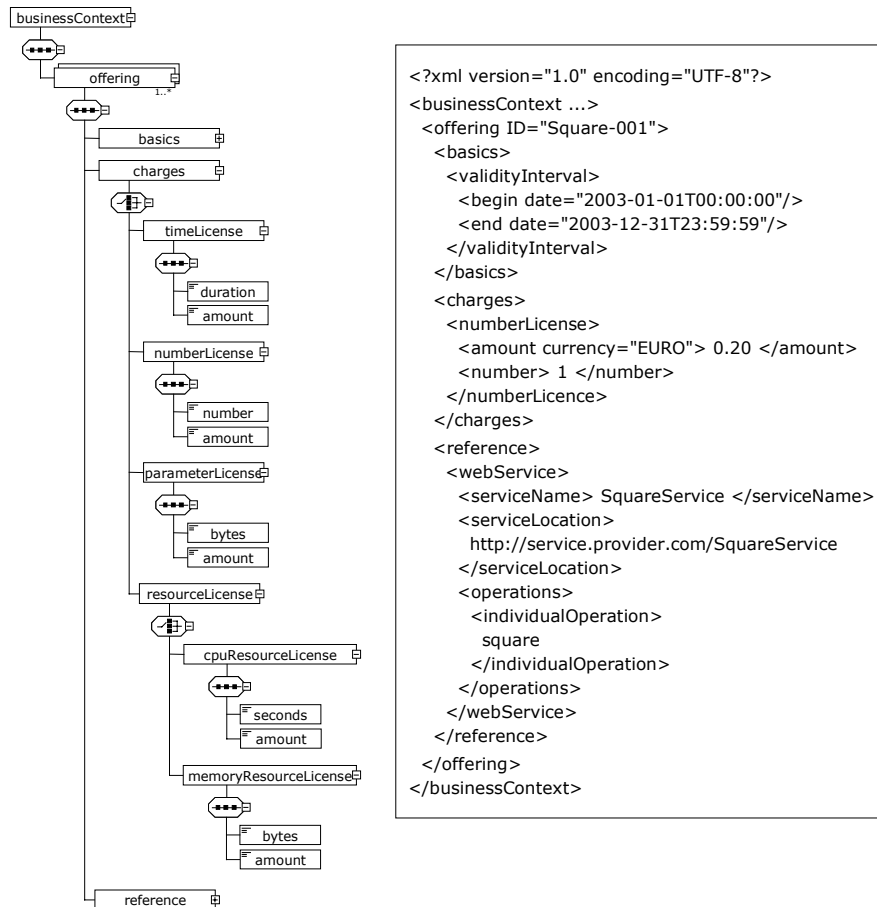 businessContext
offering
1..*
basics
charges
timeLicense
duration
amount
numberLicense
number
amount
parameterLicense
bytes
amount
resourceLicense
cpuResourceLicense
seconds
amount
memoryResourceLicense
bytes
amount
reference
<?xml version="1.0" encoding="UTF-8"?>
<businessContext ...>
<offering ID="Square-001">
<basics>
<validityInterval>
<begin date="2003-01-01T00:00:00"/>
<end date="2003-12-31T23:59:59"/>
</validityInterval>
</basics>
<charges>
<numberLicense>
<amount currency="EURO"> 0.20 </amount>
<number> 1 </number>
</numberLicence>
</charges>
<reference>
<webService>
<serviceName> SquareService </serviceName>
<serviceLocation>
http://service.provider.com/SquareService
</serviceLocation>
<operations>
<individualOperation>
square
</individualOperation>
</operations>
</webService>
</reference>
</offering>
</businessContext>